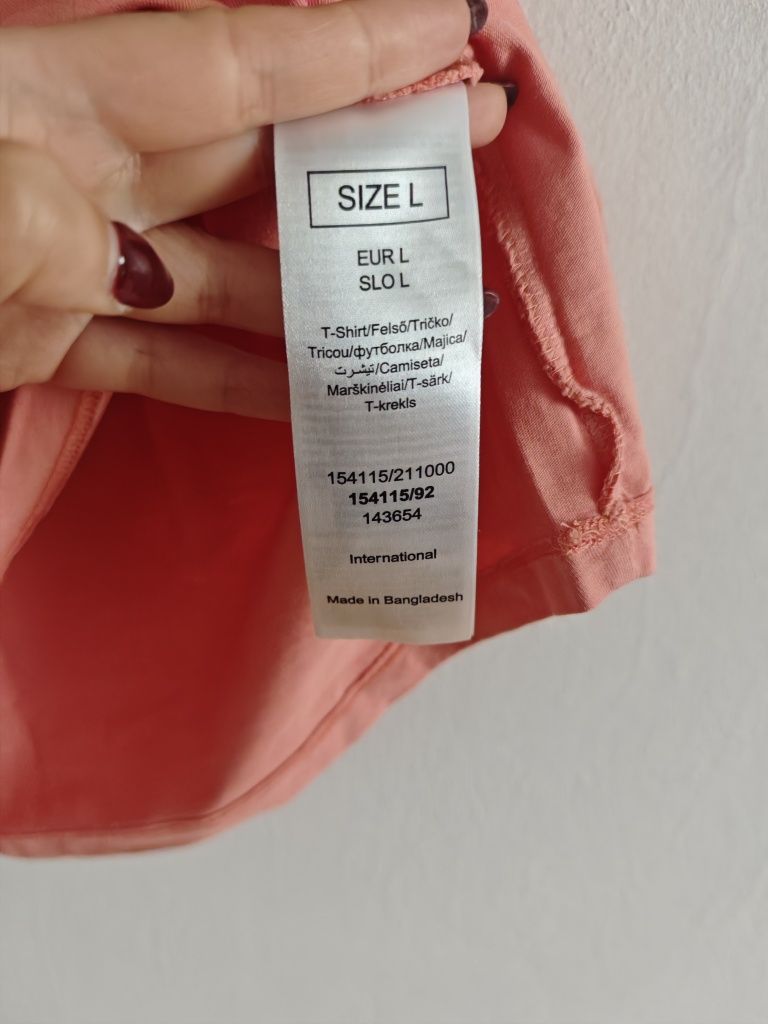 SIZE L
EUR L
SLO L
T-Shirt/Felső/Tričko/
Tricou/футболка/Majica/
تيشرت/Camiseta/
Marškinėliai/T-särk/
T-krekls
154115/211000
154115/92
143654
International
Made in Bangladesh